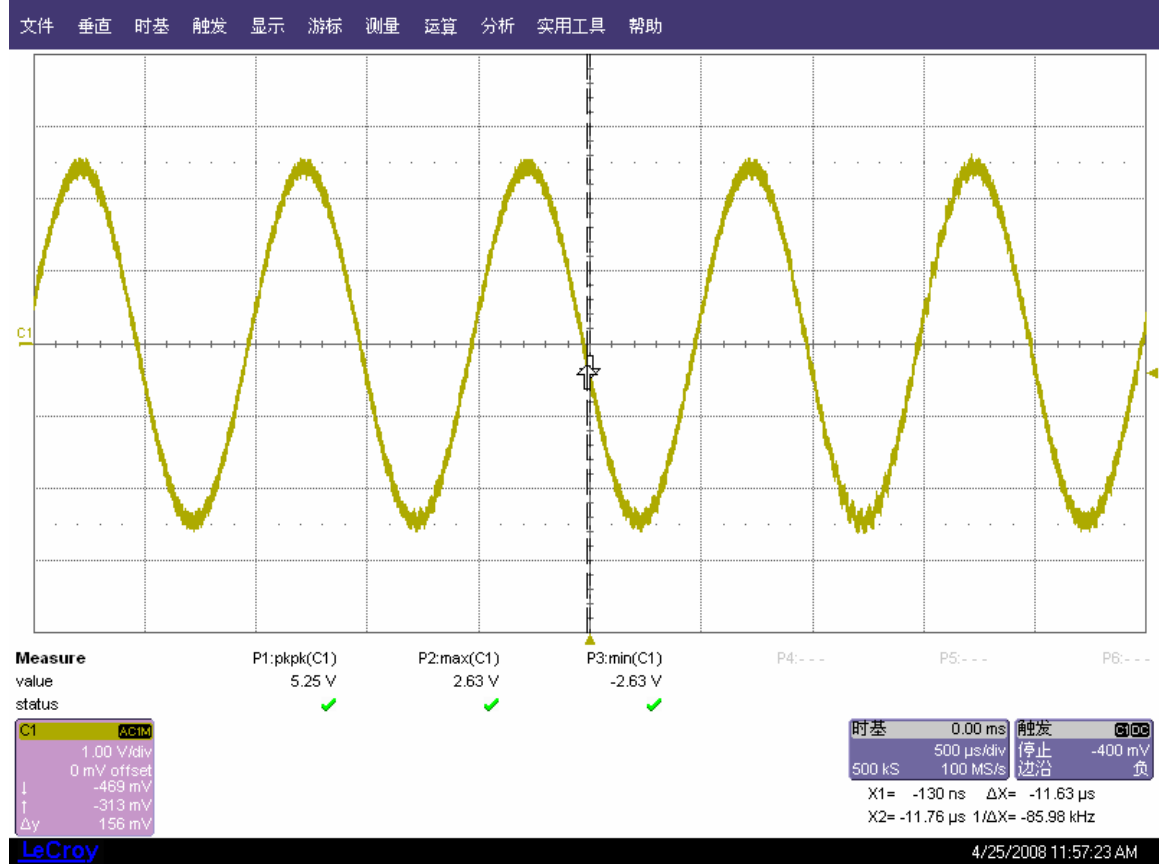 文件 垂直 时基 触发 显示 游标 测量 运算 分析 实用工具 帮助
C1
Measure P1:pkpk(C1) P2:max(C1) P3:min(C1) P4:- - - P5:- - - P6:- - -
value 5.25 V 2.63 V -2.63 V
status
C1 AC1M
1.00 V/div
0 mV offset
↓ -469 mV
↑ -313 mV
Δy 156 mV
时基 0.00 ms
500 µs/div
500 kS 100 MS/s
触发 C1 DC
停止 -400 mV
边沿 负
X1= -130 ns ΔX= -11.63 µs
X2= -11.76 µs 1/ΔX= -85.98 kHz
LeCroy 4/25/2008 11:57:23 AM